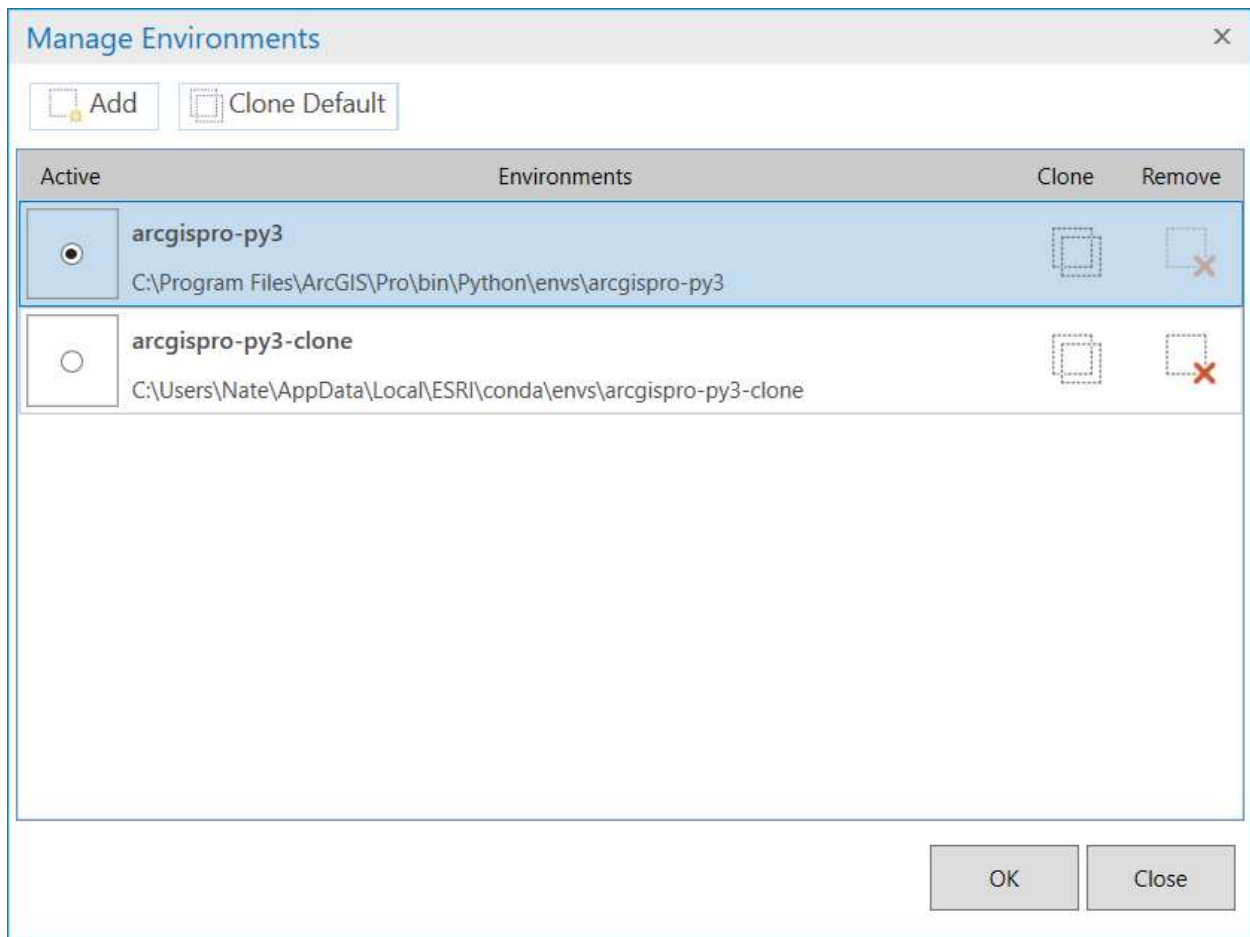 Manage Environments
Add Clone Default
Active Environments Clone Remove
arcgispro-py3
C:\Program Files\ArcGIS\Pro\bin\Python\envs\arcgispro-py3
arcgispro-py3-clone
C:\Users\Nate\AppData\Local\ESRI\conda\envs\arcgispro-py3-clone
OK Close